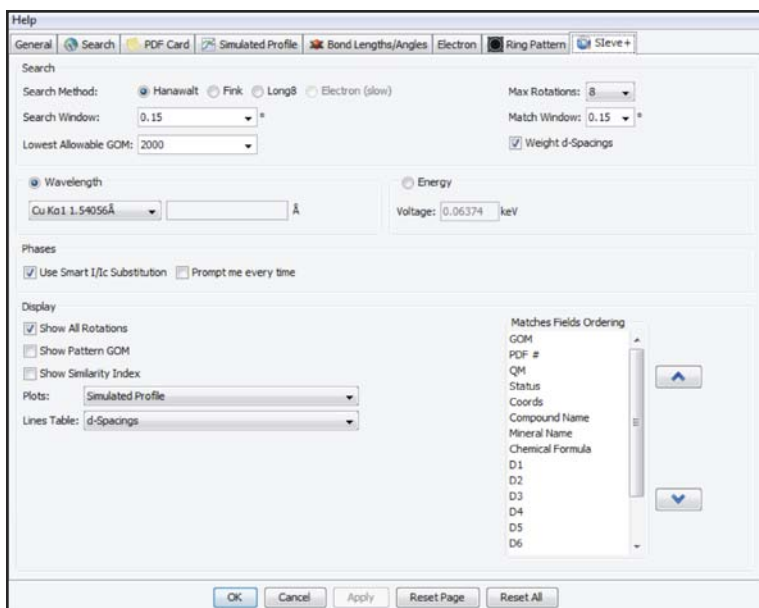 Help
General Search PDF Card Simulated Profile Bond Lengths/Angles Electron Ring Pattern SIeve+
Search
Search Method: Hanawalt Fink Long8 Electron (slow) Max Rotations: 8
Search Window: 0.15 ° Match Window: 0.15 °
Lowest Allowable GOM: 2000 Weight d-Spacings
Wavelength Energy
Cu Kα1 1.54056Å Å Voltage: 0.06374 keV
Phases
Use Smart I/Ic Substitution Prompt me every time
Display
Show All Rotations
Show Pattern GOM
Show Similarity Index
Plots: Simulated Profile
Lines Table: d-Spacings
Matches Fields Ordering
GOM
PDF #
QM
Status
Coords
Compound Name
Mineral Name
Chemical Formula
D1
D2
D3
D4
D5
D6
OK Cancel Apply Reset Page Reset All